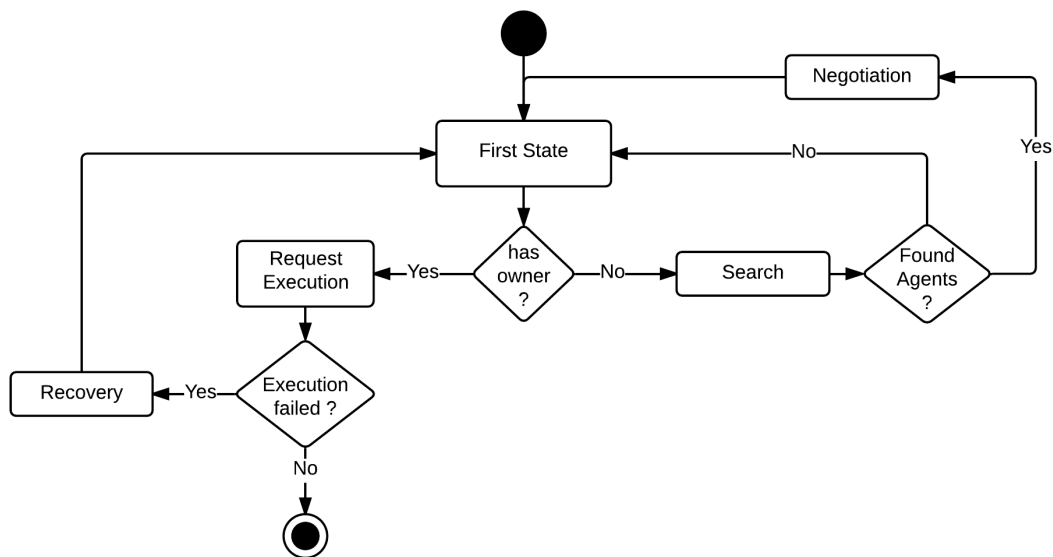 Negotiation
First State
No
Yes
has
owner
?
Found
Agents
?
Request
Execution
Yes
No
Search
Execution
failed ?
Recovery
Yes
No